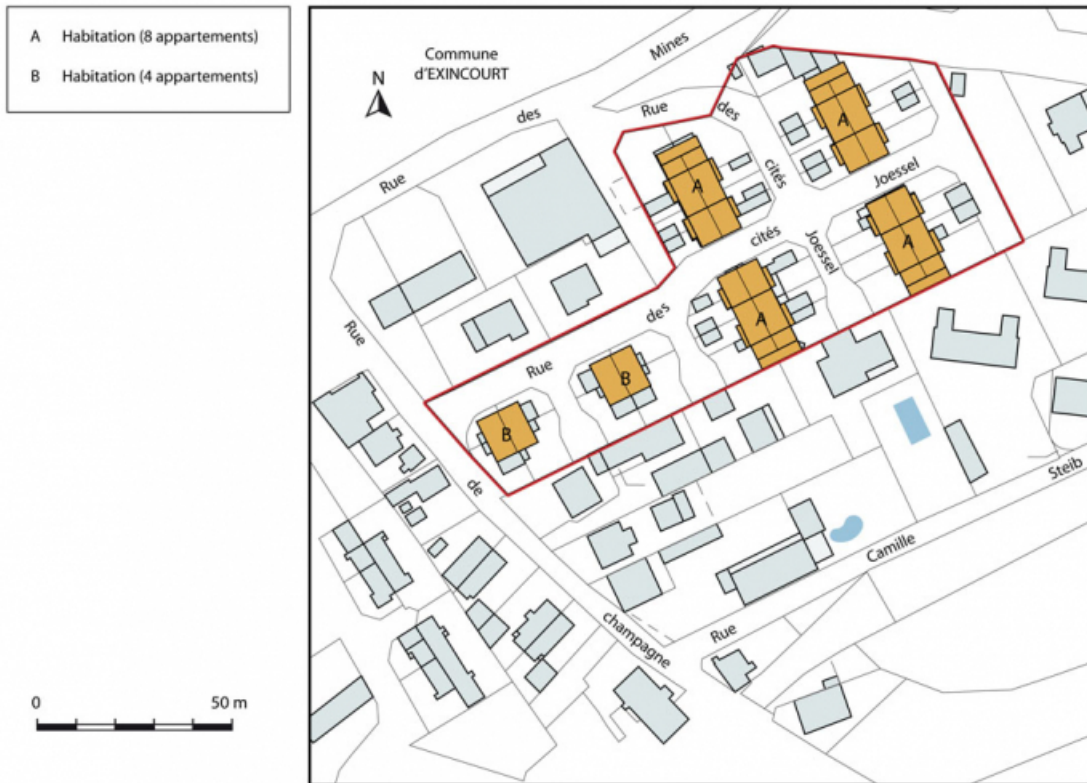 A Habitation (8 appartements)
B Habitation (4 appartements)
Commune
d'EXINCOURT
N
Rue des Mines
Rue des cités Joessel
A
A
Joessel
A
Rue des cités
A
B
B
Rue de champagne
Rue Camille Steib
0 50 m